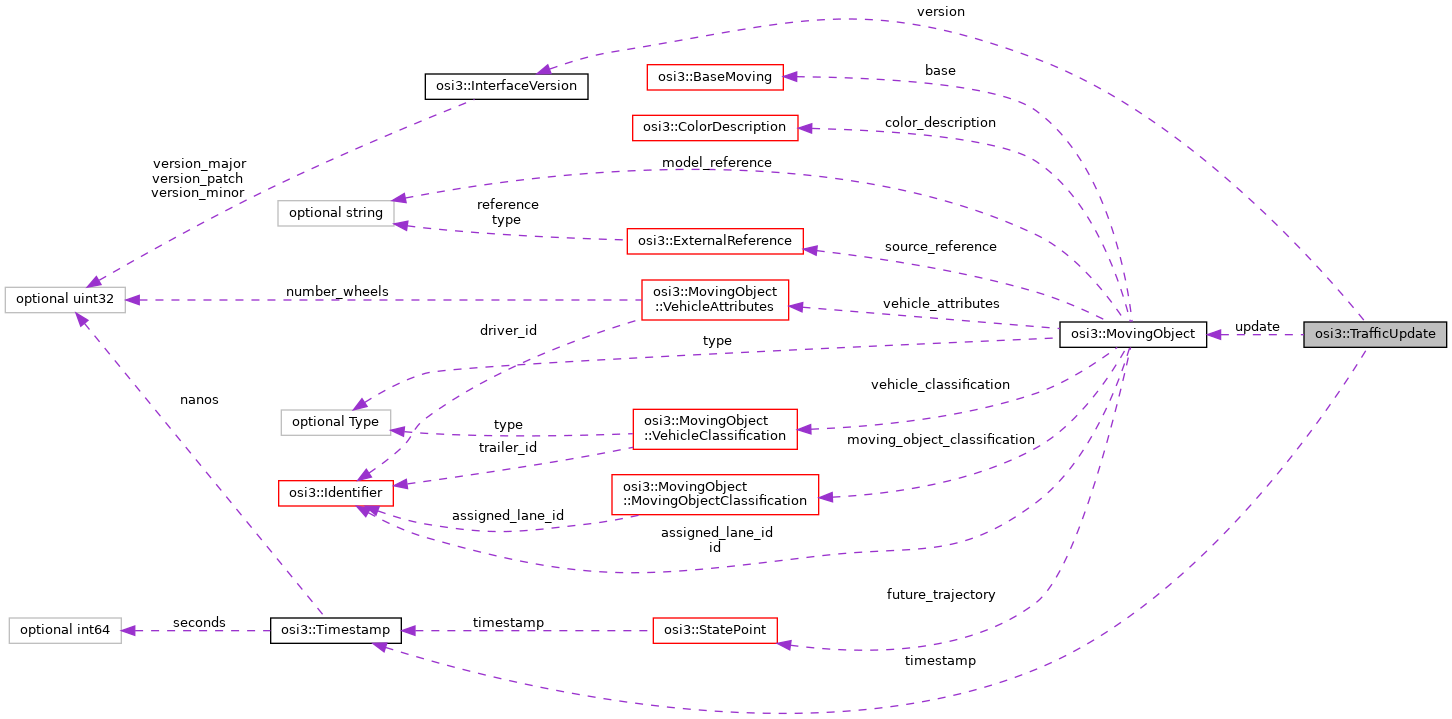 version
base
osi3::BaseMoving
osi3::InterfaceVersion
color_description
osi3::ColorDescription
version_major
version_patch
version_minor
model_reference
reference
type
optional string
osi3::ExternalReference
source_reference
optional uint32
number_wheels
osi3::MovingObject
::VehicleAttributes
vehicle_attributes
driver_id
type
osi3::MovingObject
update
osi3::TrafficUpdate
nanos
vehicle_classification
optional Type
type
osi3::MovingObject
::VehicleClassification
moving_object_classification
trailer_id
osi3::Identifier
osi3::MovingObject
::MovingObjectClassification
assigned_lane_id
assigned_lane_id
id
future_trajectory
optional int64
seconds
osi3::Timestamp
timestamp
osi3::StatePoint
timestamp